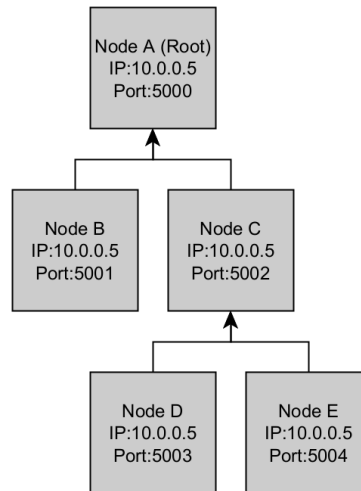 Node A (Root)
IP:10.0.0.5
Port:5000
Node B
IP:10.0.0.5
Port:5001
Node C
IP:10.0.0.5
Port:5002
Node D
IP:10.0.0.5
Port:5003
Node E
IP:10.0.0.5
Port:5004